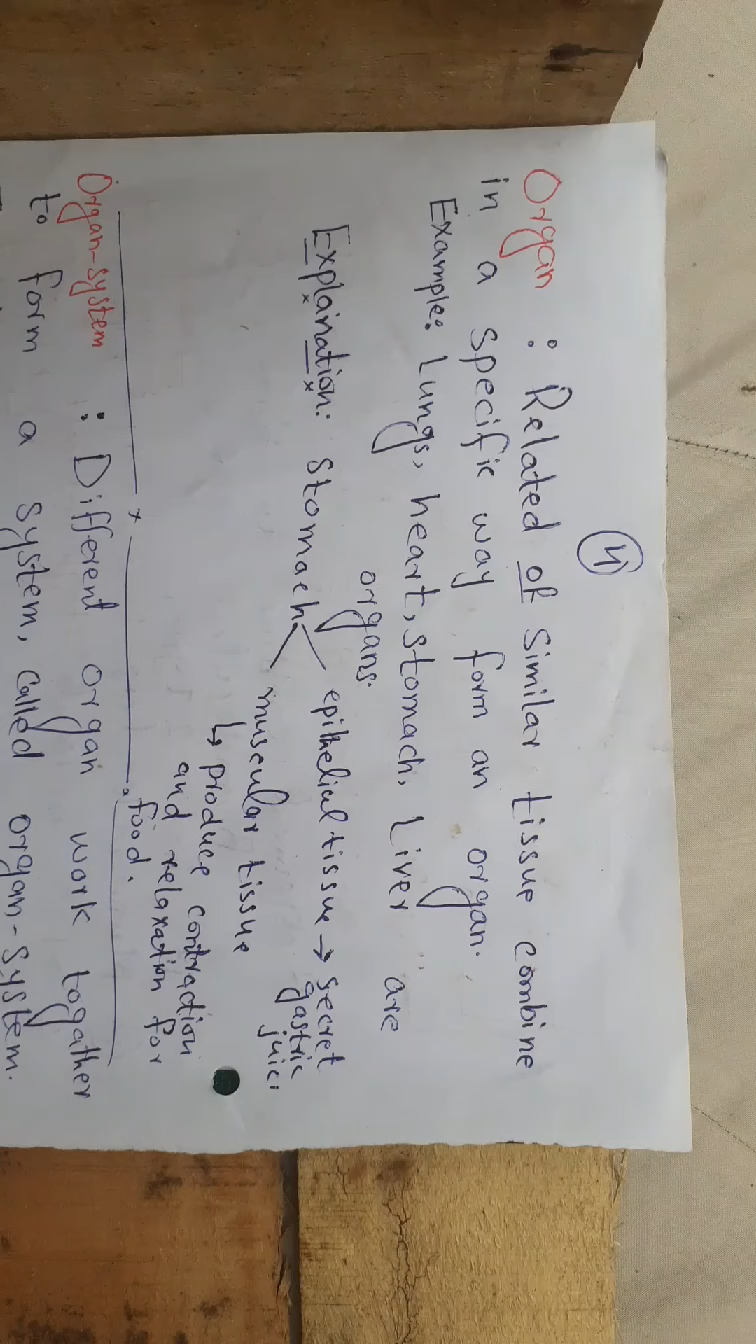 4
Organ : Related of similar tissue combine
in a specific way form an organ.
Example: Lungs, heart, stomach, Liver are
organs.
Explaination: stomach epithelial tissue → secret
gastric
juice
muscular tissue
↳ produce contraction
and relaxation for
food.
Organ-system : Different organ work togather
to form a system, called organ-system.